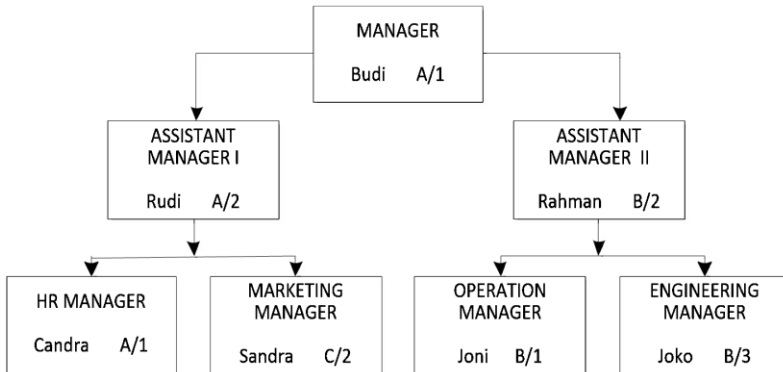 MANAGER
Budi A/1
ASSISTANT
MANAGER I
Rudi A/2
ASSISTANT
MANAGER II
Rahman B/2
HR MANAGER
Candra A/1
MARKETING
MANAGER
Sandra C/2
OPERATION
MANAGER
Joni B/1
ENGINEERING
MANAGER
Joko B/3